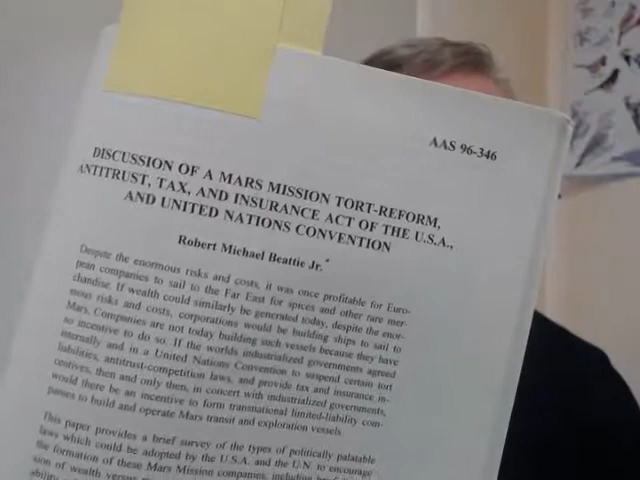 AAS 96-346
DISCUSSION OF A MARS MISSION TORT-REFORM,
ANTITRUST, TAX, AND INSURANCE ACT OF THE U.S.A.,
AND UNITED NATIONS CONVENTION
Robert Michael Beattie Jr.*
Despite the enormous risks and costs, it was once profitable for Euro-
pean companies to sail to the Far East for spices and other rare mer-
chandise. If wealth could similarly be generated today, despite the enor-
mous risks and costs, corporations would be building ships to sail to
Mars. Companies are not today building such vessels because they have
no incentive to do so. If the worlds industrialized governments agreed
internally and in a United Nations Convention to suspend certain tort
liabilities, antitrust-competition laws, and provide tax and insurance in-
centives, then and only then, in concert with industrialized governments,
would there be an incentive to form transnational limited-liability com-
panies to build and operate Mars transit and exploration vessels.
This paper provides a brief survey of the types of politically palatable
laws which could be adopted by the U.S.A. and the U.N. to encourage
the formation of these Mars Mission companies, including
sion of wealth versus